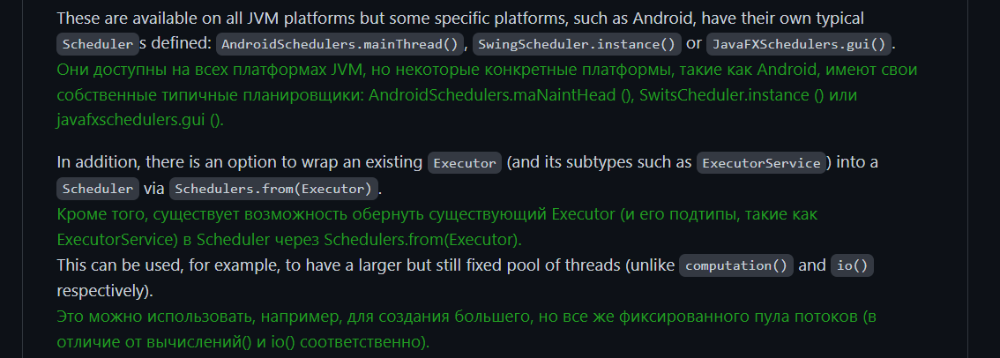 These are available on all JVM platforms but some specific platforms, such as Android, have their own typical
Schedulers defined: AndroidSchedulers.mainThread(), SwingScheduler.instance() or JavaFXSchedulers.gui().
Они доступны на всех платформах JVM, но некоторые конкретные платформы, такие как Android, имеют свои
собственные типичные планировщики: AndroidSchedulers.maNaintHead (), SwitsCheduler.instance () или
javafxschedulers.gui ().
In addition, there is an option to wrap an existing Executor (and its subtypes such as ExecutorService) into a
Scheduler via Schedulers.from(Executor).
Кроме того, существует возможность обернуть существующий Executor (и его подтипы, такие как
ExecutorService) в Scheduler через Schedulers.from(Executor).
This can be used, for example, to have a larger but still fixed pool of threads (unlike computation() and io()
respectively).
Это можно использовать, например, для создания большего, но все же фиксированного пула потоков (в
отличие от вычислений() и io() соответственно).